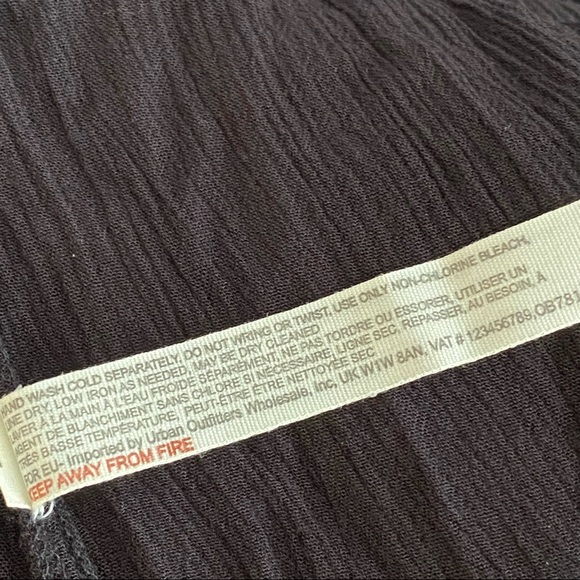 HAND WASH COLD SEPARATELY, DO NOT WRING OR TWIST, USE ONLY NON-CHLORINE BLEACH,
LINE DRY, LOW IRON AS NEEDED, MAY BE DRY CLEANED
LAVER À LA MAIN À L'EAU FROIDE SÉPARÉMENT, NE PAS TORDRE OU ESSORER, UTILISER UN
AGENT DE BLANCHIMENT SANS CHLORE SI NÉCESSAIRE, LIGNE SEC, REPASSER, AU BESOIN, À
TRÈS BASSE TEMPÉRATURE, PEUT-ÊTRE ÊTRE NETTOYÉE SEC
FOR EU - Imported by Urban Outfitters Wholesale, Inc, UK W1W 8AN, VAT # 123456789,OB78
KEEP AWAY FROM FIRE